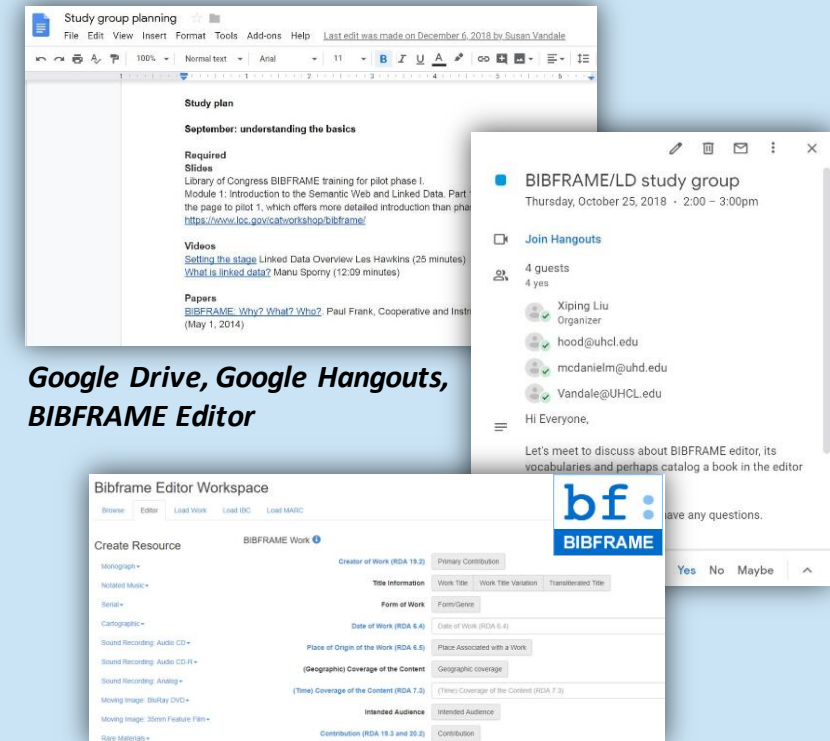 Study group planning
File Edit View Insert Format Tools Add-ons Help Last edit was made on December 6, 2018 by Susan Vandale
100% Normal text Arial 11 B I U A
1 1 2 3 4 5 6
Study plan
September: understanding the basics
Required
Slides
Library of Congress BIBFRAME training for pilot phase I.
Module 1: Introduction to the Semantic Web and Linked Data. Part
the page to pilot 1, which offers more detailed introduction than
https://www.loc.gov/catworkshop/bibframe/
Videos
Setting the stage Linked Data Overview Les Hawkins (25 minutes)
What is linked data? Manu Sporny (12:09 minutes)
Papers
BIBFRAME: Why? What? Who?. Paul Frank, Cooperative and
(May 1, 2014)
BIBFRAME/LD study group
Thursday, October 25, 2018 · 2:00 – 3:00pm
Join Hangouts
4 guests
4 yes
Xiping Liu
Organizer
hood@uhcl.edu
mcdanielm@uhd.edu
Vandale@UHCL.edu
Hi Everyone,
Let's meet to discuss about BIBFRAME editor, its
vocabularies and perhaps catalog a book in the editor
have any questions.
Yes No Maybe
Google Drive, Google Hangouts,
BIBFRAME Editor
Bibframe Editor Workspace
Browse Editor Load Work Load IBC Load MARC
bf:
BIBFRAME
Create Resource
Monograph
Notated Music
Serial
Cartographic
Sound Recording: Audio CD
Sound Recording: Audio CD-R
Sound Recording: Analog
Moving Image: BluRay DVD
Moving Image: 35mm Feature Film
Rare Materials
BIBFRAME Work
Creator of Work (RDA 19.2) Primary Contribution
Title Information Work Title Work Title Variation Transliterated Title
Form of Work Form/Genre
Date of Work (RDA 6.4) Date of Work (RDA 6.4)
Place of Origin of the Work (RDA 6.5) Place Associated with a Work
(Geographic) Coverage of the Content Geographic coverage
(Time) Coverage of the Content (RDA 7.3) (Time) Coverage of the Content (RDA 7.3)
Intended Audience Intended Audience
Contribution (RDA 19.3 and 20.2) Contribution